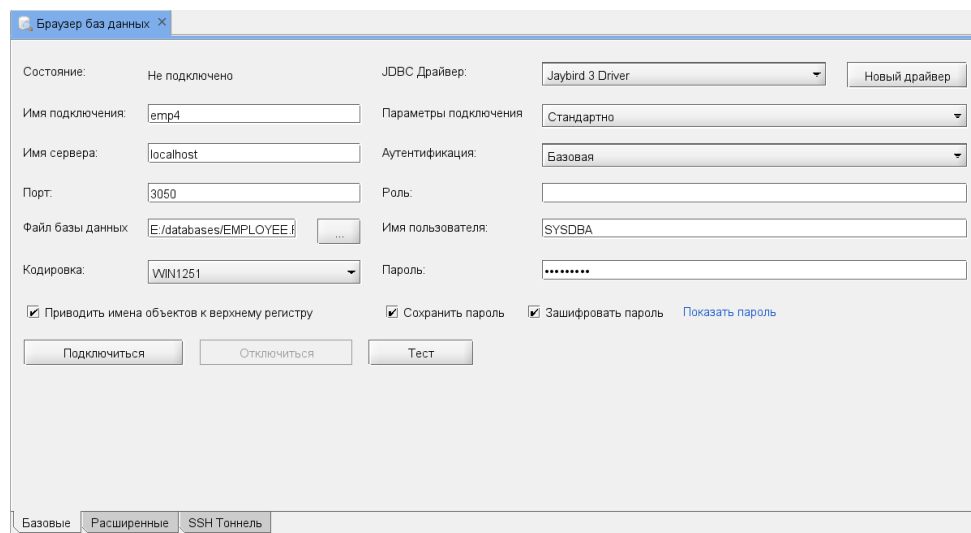 Браузер баз данных ×
Состояние: Не подключено JDBC Драйвер: Jaybird 3 Driver Новый драйвер
Имя подключения: emp4 Параметры подключения Стандартно
Имя сервера: localhost Аутентификация: Базовая
Порт: 3050 Роль:
Файл базы данных E:/databases/EMPLOYEE. ... Имя пользователя: SYSDBA
Кодировка: WIN1251 Пароль: •••••••••
Приводить имена объектов к верхнему регистру Сохранить пароль Зашифровать пароль Показать пароль
Подключиться Отключиться Тест
Базовые Расширенные SSH Тоннель